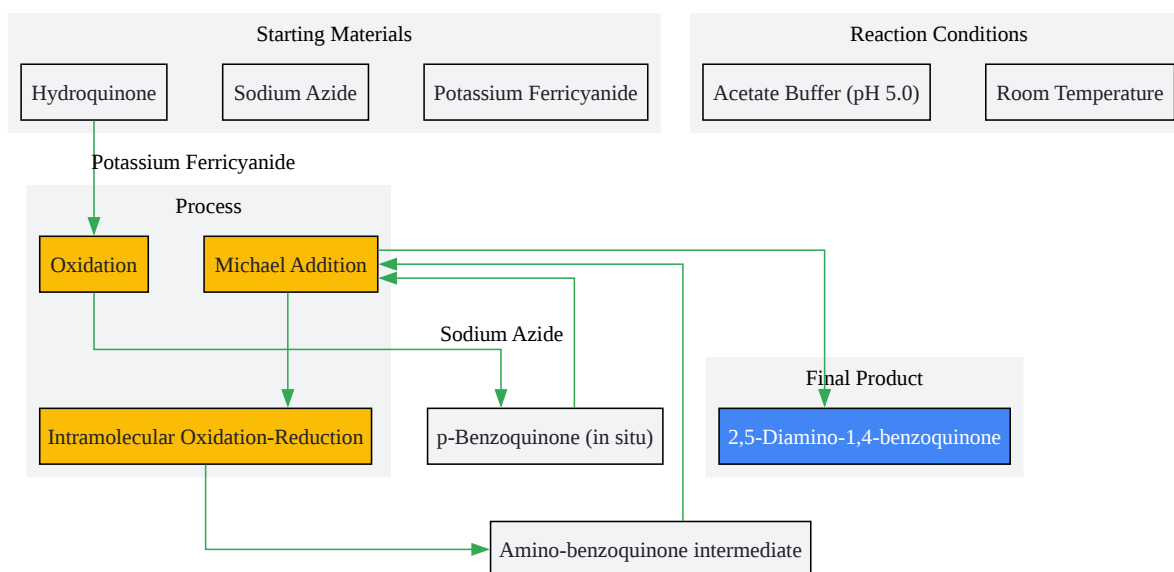 Starting Materials
Reaction Conditions
Hydroquinone
Sodium Azide
Potassium Ferricyanide
Acetate Buffer (pH 5.0)
Room Temperature
Potassium Ferricyanide
Process
Oxidation
Michael Addition
Sodium Azide
Final Product
Intramolecular Oxidation-Reduction
p-Benzoquinone (in situ)
2,5-Diamino-1,4-benzoquinone
Amino-benzoquinone intermediate